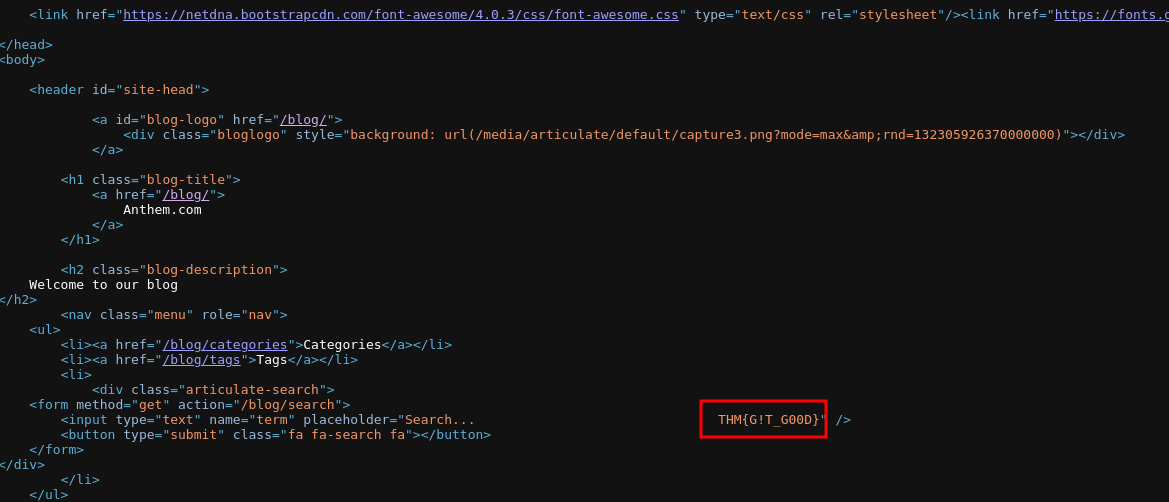 <link href="https://netdna.bootstrapcdn.com/font-awesome/4.0.3/css/font-awesome.css" type="text/css" rel="stylesheet"/><link href="https://fonts.g
</head>
<body>
<header id="site-head">
<a id="blog-logo" href="/blog/">
<div class="bloglogo" style="background: url(/media/articulate/default/capture3.png?mode=max&amp;rnd=132305926370000000)"></div>
</a>
<h1 class="blog-title">
<a href="/blog/">
Anthem.com
</a>
</h1>
<h2 class="blog-description">
Welcome to our blog
</h2>
<nav class="menu" role="nav">
<ul>
<li><a href="/blog/categories">Categories</a></li>
<li><a href="/blog/tags">Tags</a></li>
<li>
<div class="articulate-search">
<form method="get" action="/blog/search">
<input type="text" name="term" placeholder="Search... THM{G!T_G00D}" />
<button type="submit" class="fa fa-search fa"></button>
</form>
</div>
</li>
</ul>